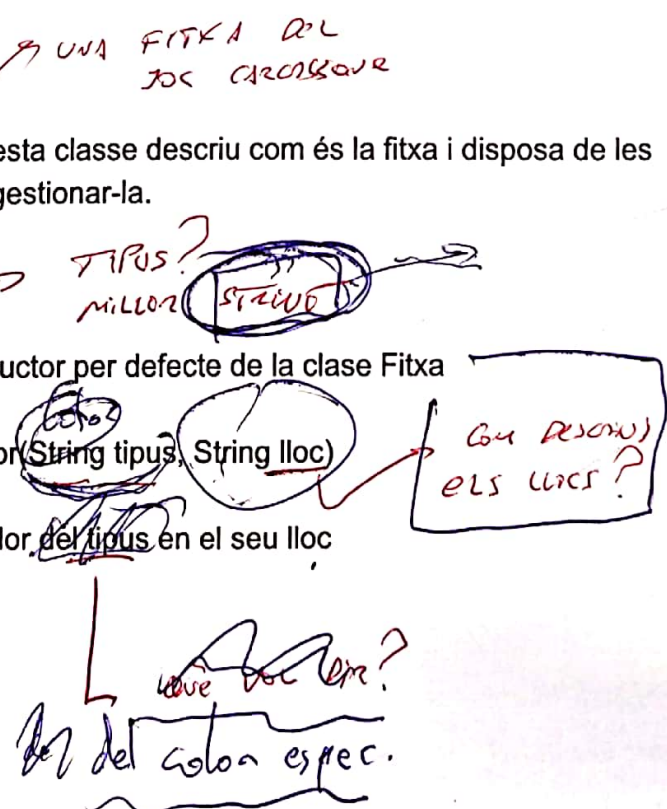 UNA FITXA DEL
JOC CARCASSONE
esta classe descriu com és la fitxa i disposa de les
gestionar-la.
TIPUS?
MILLOR STRING
uctor per defecte de la clase Fitxa
Color
or(String tipus, String lloc)
COM DESCRIUS
ELS LLOCS?
lor del tipus en el seu lloc
què vol dir?
del color espec.